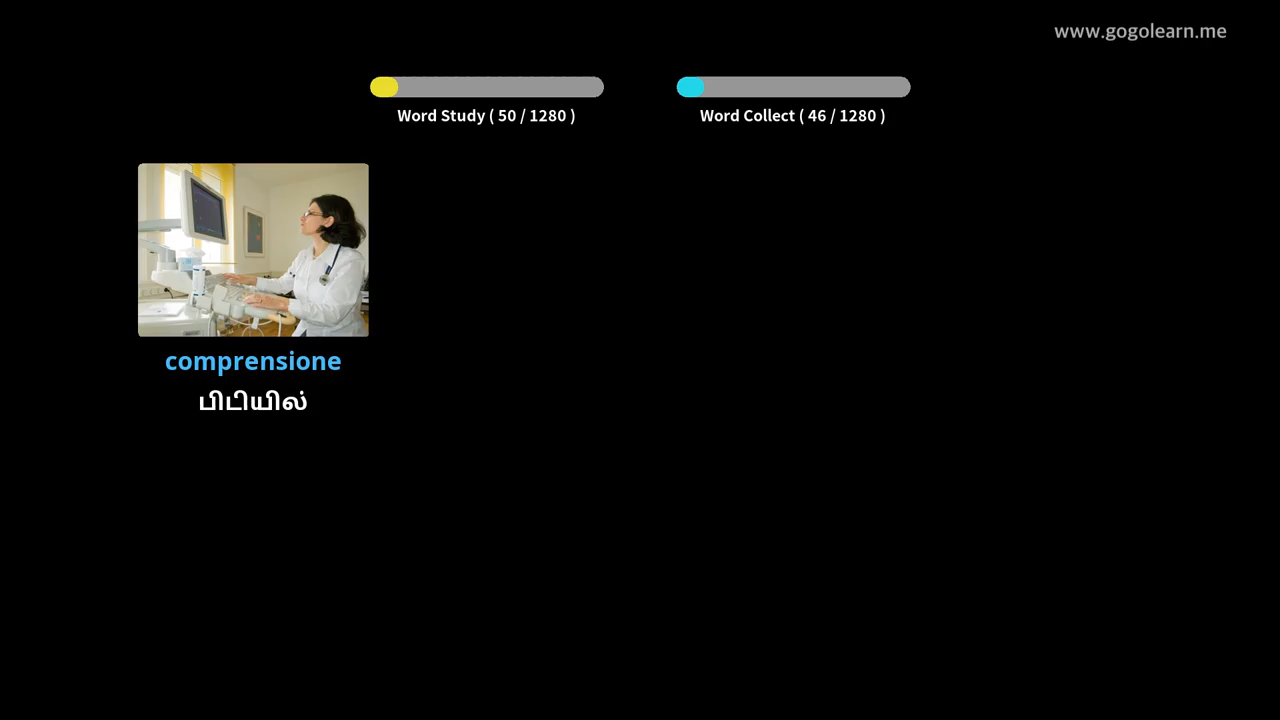 www.gogolearn.me
Word Study ( 50 / 1280 )
Word Collect ( 46 / 1280 )
comprensione
பிடியில்